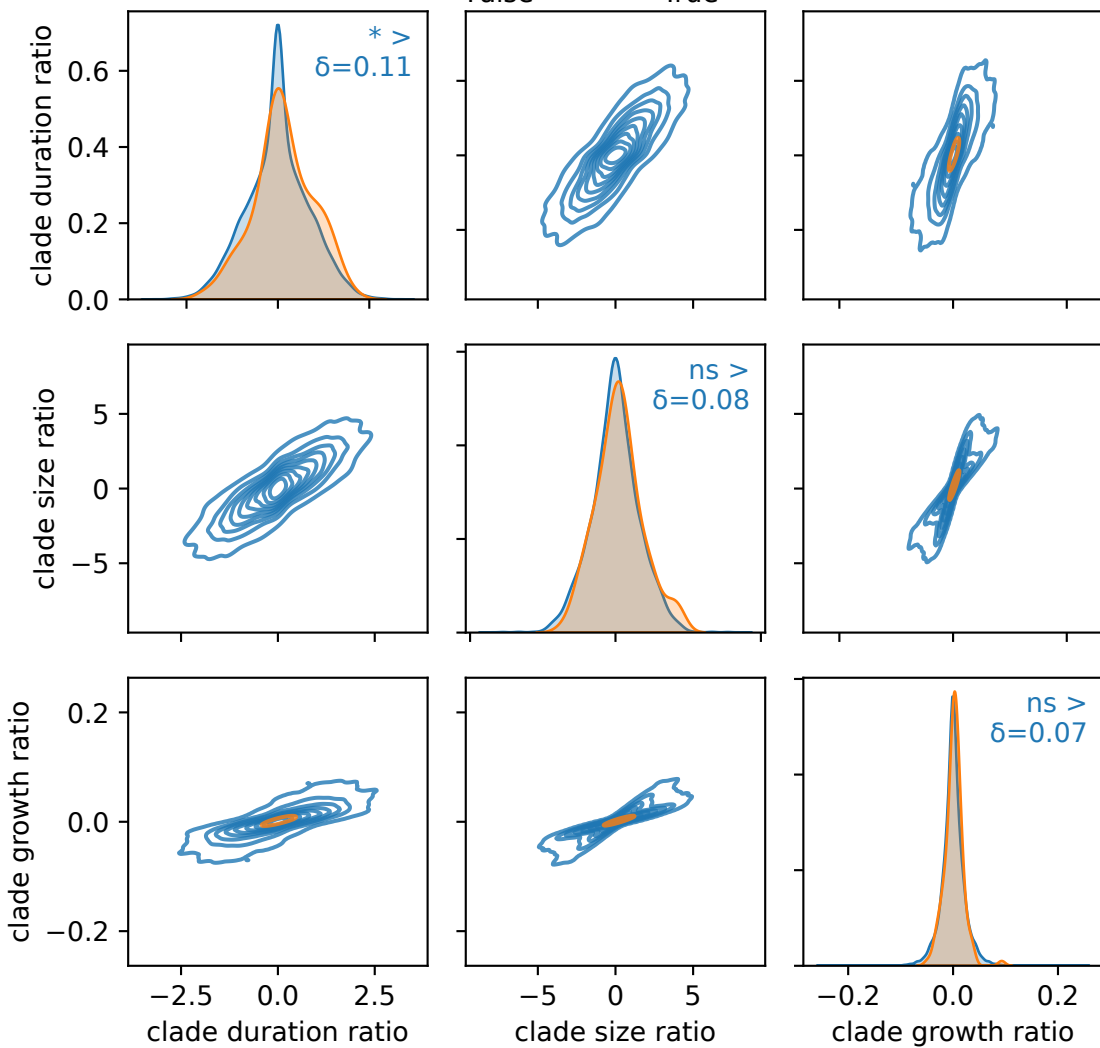 * >
δ=0.11
clade duration ratio
0.6
0.4
0.2
0.0
ns >
δ=0.08
clade size ratio
5
0
−5
ns >
δ=0.07
clade growth ratio
0.2
0.0
−0.2
−2.5 0.0 2.5
−5 0 5
−0.2 0.0 0.2
clade duration ratio
clade size ratio
clade growth ratio